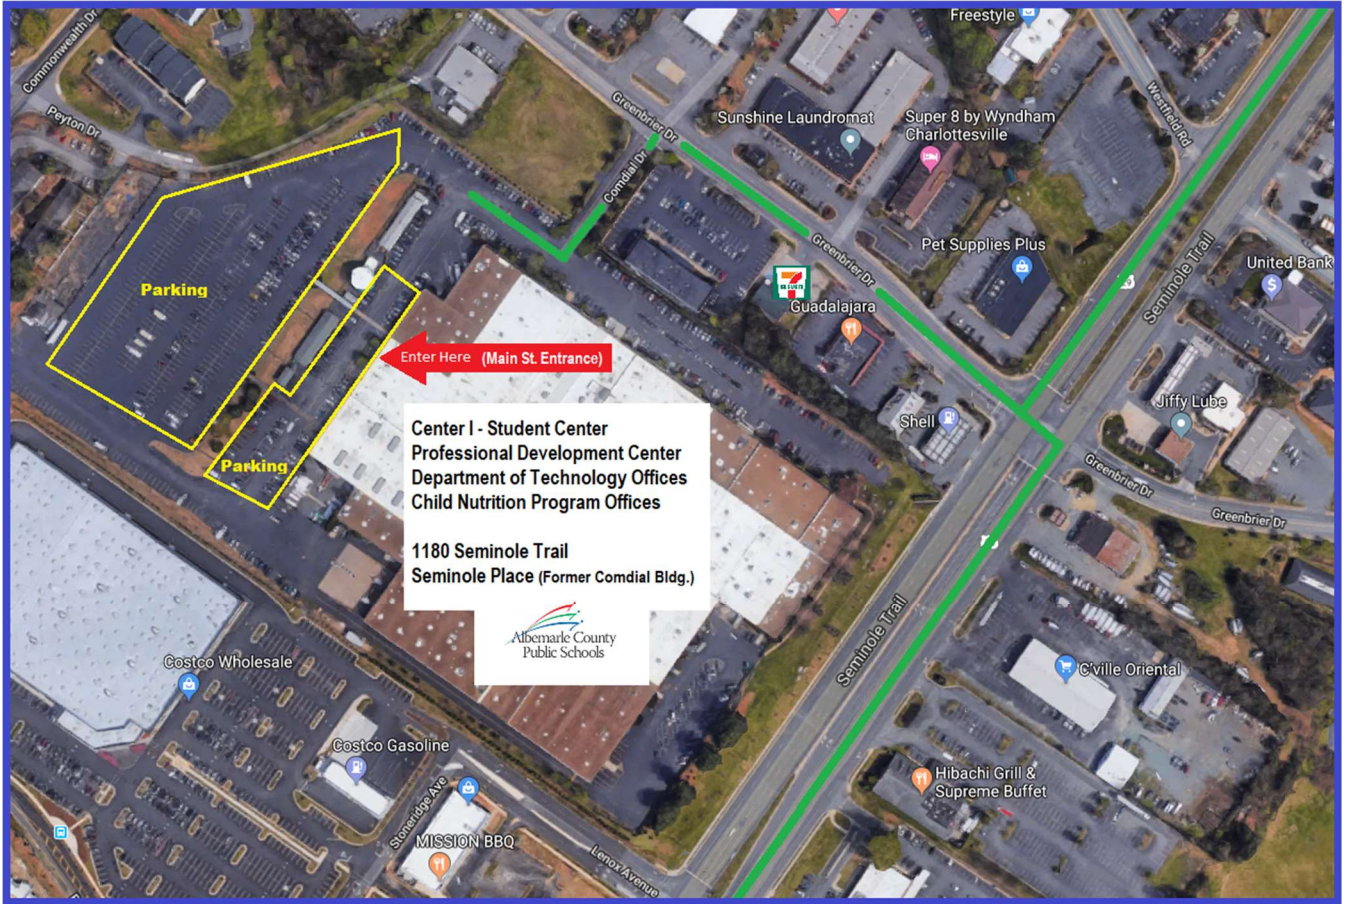 Freestyle
Commonwealth Dr
Peyton Dr
Greenbrier Dr
Westfield Rd
Sunshine Laundromat
Super 8 by Wyndham
Charlottesville
Comdial Dr
Greenbrier Dr
Pet Supplies Plus
Seminole Trail
United Bank
Parking
ELEVEN
Guadalajara
Enter Here (Main St. Entrance)
Jiffy Lube
Shell
Center I - Student Center
Professional Development Center
Department of Technology Offices
Child Nutrition Program Offices
1180 Seminole Trail
Seminole Place (Former Comdial Bldg.)
Albemarle County
Public Schools
Parking
Greenbrier Dr
Greenbrier Dr
Seminole Trail
Costco Wholesale
C'ville Oriental
Costco Gasoline
Hibachi Grill &
Supreme Buffet
Stoneridge Ave
MISSION BBQ
Lenox Avenue